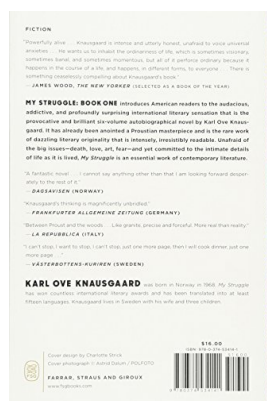 FICTION
"Powerfully alive . . . Knausgaard is intense and utterly honest, unafraid to voice universal
anxieties . . . He wants us to inhabit the ordinariness of life, which is sometimes visionary,
sometimes banal, and sometimes momentous, but all of it perforce ordinary because it
happens in the course of a life, and happens, in different forms, to everyone . . . There is
something ceaselessly compelling about Knausgaard's book."
— JAMES WOOD, THE NEW YORKER (SELECTED AS A BOOK OF THE YEAR)
MY STRUGGLE: BOOK ONE introduces American readers to the audacious,
addictive, and profoundly surprising international literary sensation that is the
provocative and brilliant six-volume autobiographical novel by Karl Ove Knaus-
gaard. It has already been anointed a Proustian masterpiece and is the rare work
of dazzling literary originality that is intensely, irresistibly readable. Unafraid of
the big issues—death, love, art, fear—and yet committed to the intimate details
of life as it is lived, My Struggle is an essential work of contemporary literature.
"A fantastic novel . . . I cannot say anything other than that I am looking forward desper-
ately to the rest of it."
— DAGSAVISEN (NORWAY)
"Knausgaard's thinking is magnificently unbridled."
— FRANKFURTER ALLGEMEINE ZEITUNG (GERMANY)
"Between Proust and the woods . . . Like granite; precise and forceful. More real than reality."
— LA REPUBBLICA (ITALY)
"I can't stop, I want to stop, I can't stop, just one more page, then I will cook dinner, just one
more page . . ."
— VÄSTERBOTTENS-KURIREN (SWEDEN)
KARL OVE KNAUSGAARD was born in Norway in 1968. My Struggle
has won countless international literary awards and has been translated into at least
fifteen languages. Knausgaard lives in Sweden with his wife and three children.
$16.00
Cover design by Charlotte Strick
Cover photograph
FARRAR, STRAUS AND GIROUX
www.fsgbooks.com